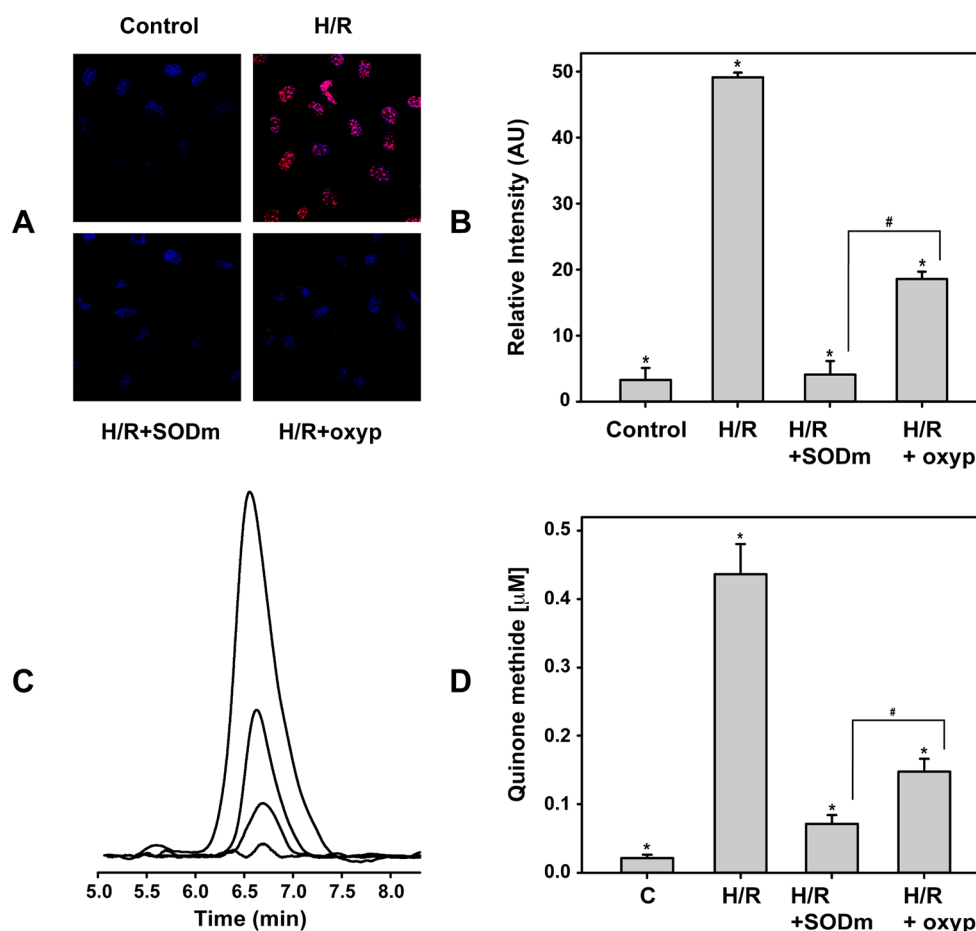 Control H/R
A
H/R+SODm H/R+oxyp
B
Relative Intensity (AU)
50
40
30
20
10
0
*
*
*
*
#
Control H/R H/R H/R
+SODm + oxyp
C
5.0 5.5 6.0 6.5 7.0 7.5 8.0
Time (min)
D
Quinone methide [μM]
0.5
0.4
0.3
0.2
0.1
0.0
*
*
*
*
#
C H/R H/R H/R
+SODm + oxyp